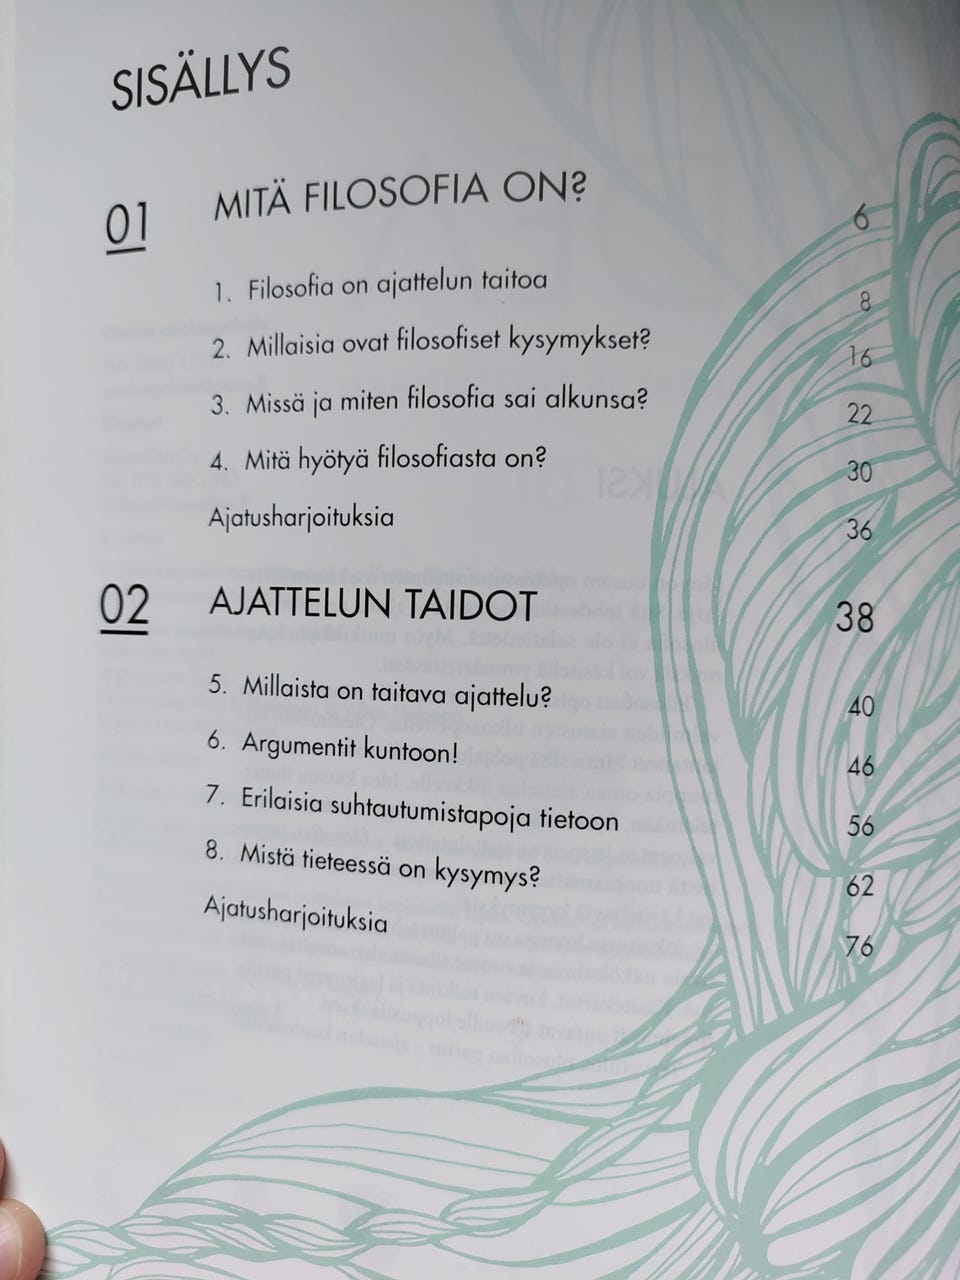 SISÄLLYS
01 MITÄ FILOSOFIA ON? 6
1. Filosofia on ajattelun taitoa 8
2. Millaisia ovat filosofiset kysymykset? 16
3. Missä ja miten filosofia sai alkunsa? 22
4. Mitä hyötyä filosofiasta on? 30
Ajatusharjoituksia 36
02 AJATTELUN TAIDOT 38
5. Millaista on taitava ajattelu? 40
6. Argumentit kuntoon! 46
7. Erilaisia suhtautumistapoja tietoon 56
8. Mistä tieteessä on kysymys? 62
Ajatusharjoituksia 76